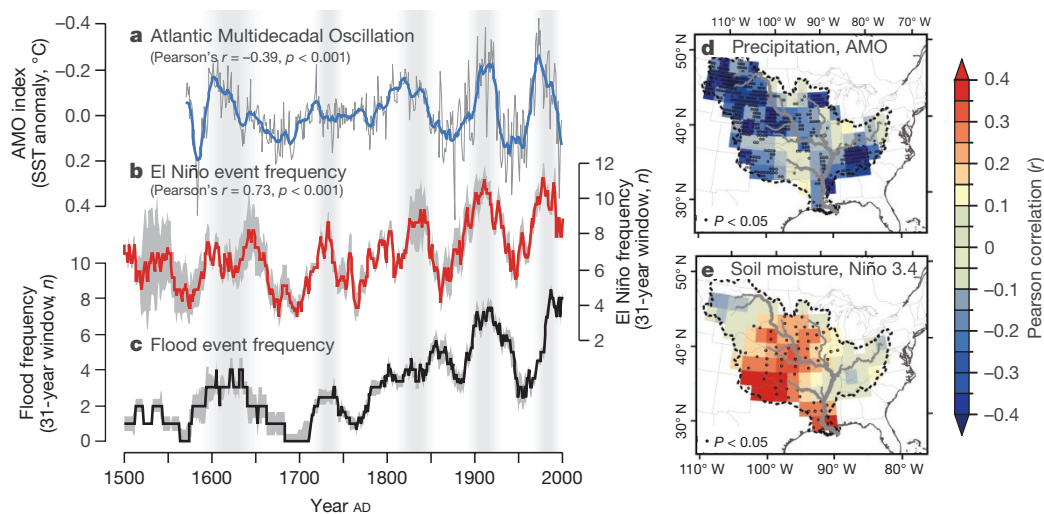 a Atlantic Multidecadal Oscillation
(Pearson's r = −0.39, p < 0.001)
AMO index
(SST anomaly, °C)
−0.4
−0.2
0.0
0.2
0.4
b El Niño event frequency
(Pearson's r = 0.73, p < 0.001)
12
10
8
6
4
2
El Niño frequency
(31-year window, n)
c Flood event frequency
Flood frequency
(31-year window, n)
10
8
6
4
2
0
1500
1600
1700
1800
1900
2000
Year AD
110° W
100° W
90° W
80° W
70° W
d Precipitation, AMO
50° N
40° N
30° N
• P < 0.05
e Soil moisture, Niño 3.4
50° N
40° N
30° N
• P < 0.05
110° W
100° W
90° W
80° W
0.4
0.3
0.2
0.1
0
−0.1
−0.2
−0.3
−0.4
Pearson correlation (r)